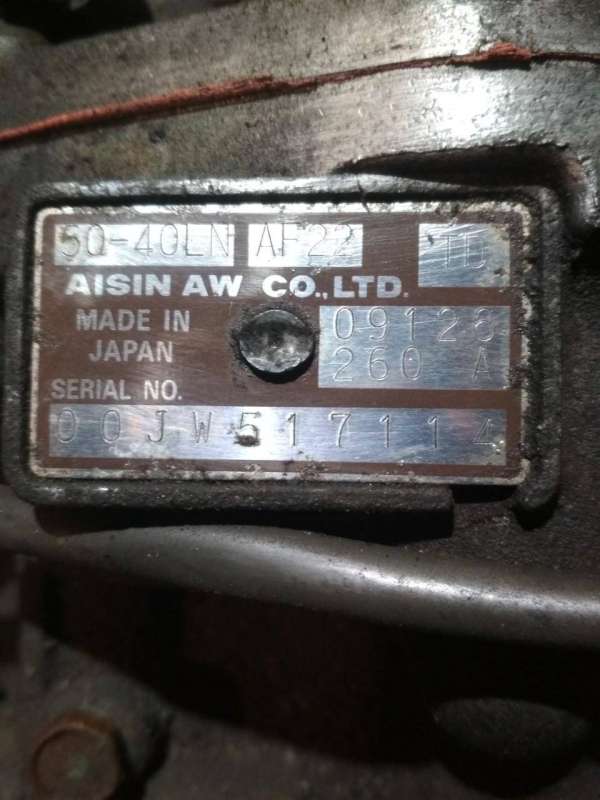 50-40LN AF22 TD
AISIN AW CO., LTD.
MADE IN
JAPAN
09128
260 A
SERIAL NO.
00JW517114